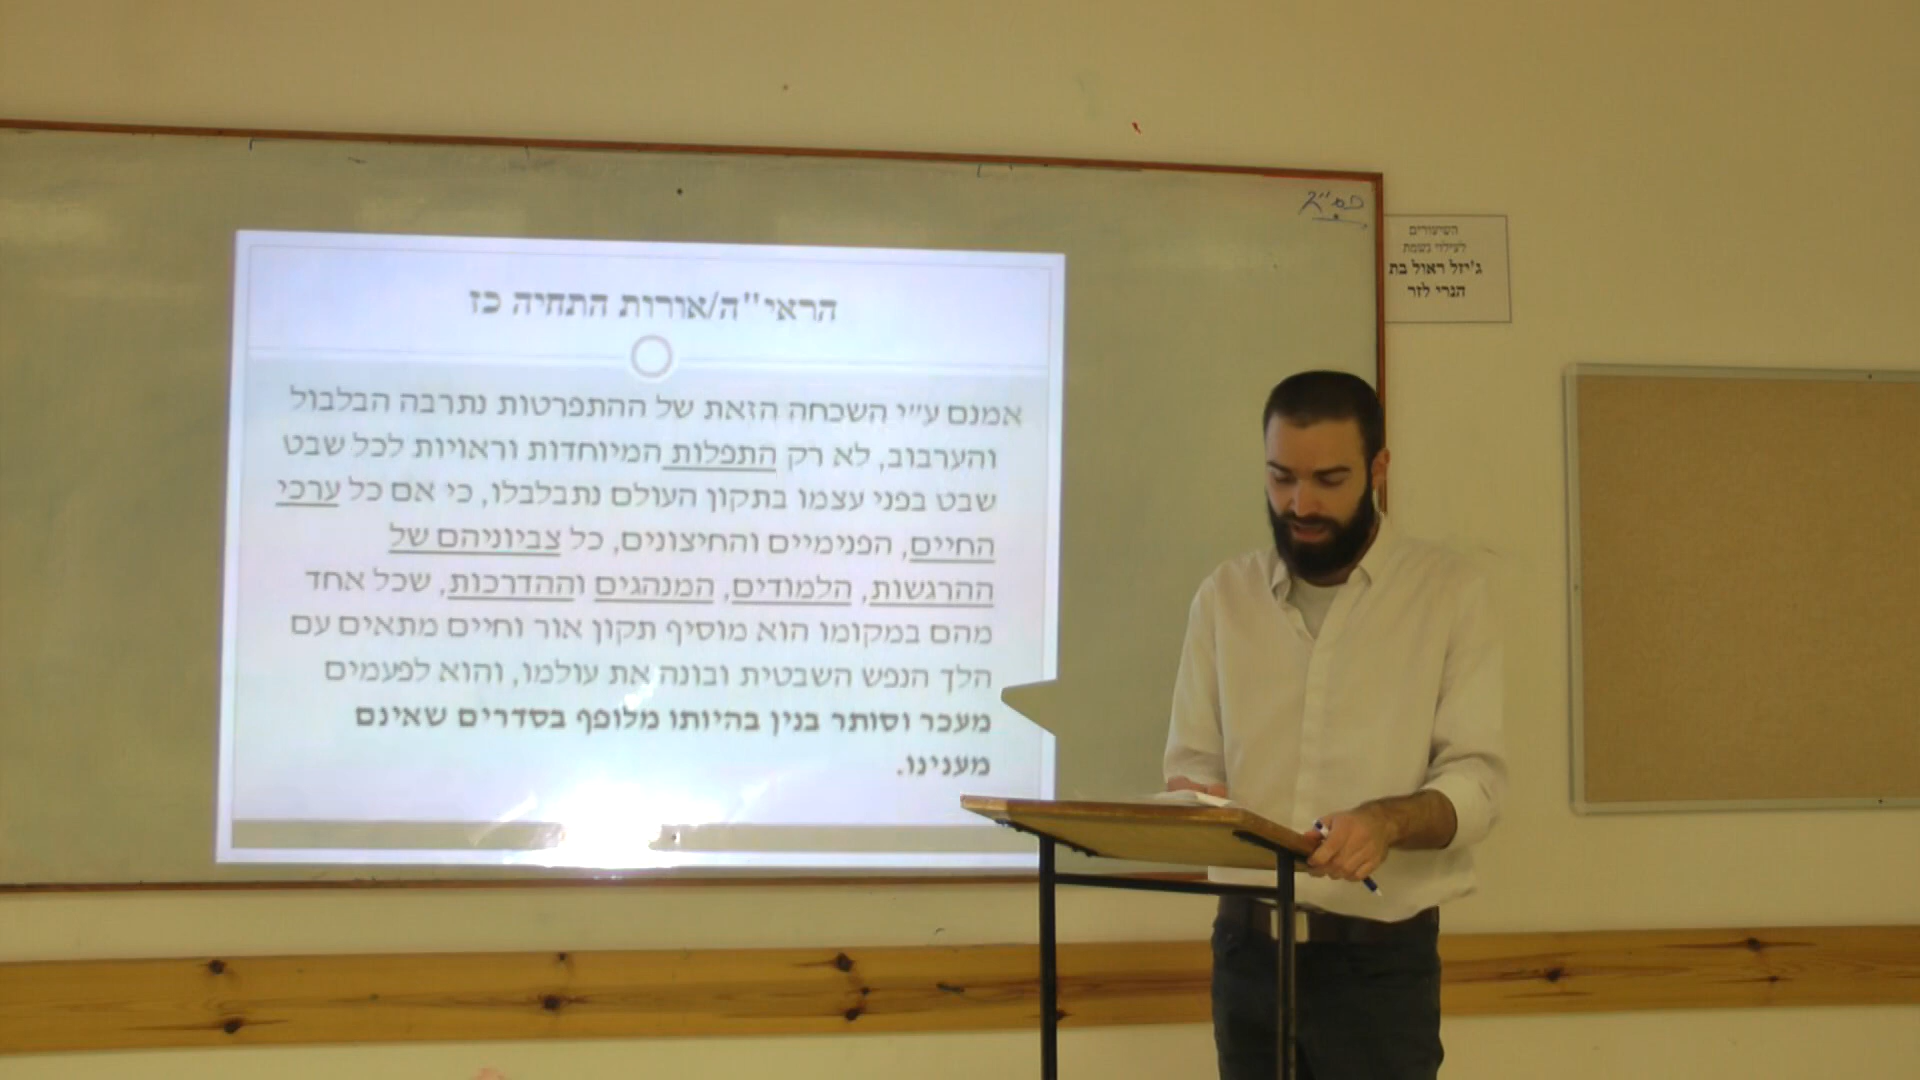 הראי"ה/אורות התחיה כז
אמנם ע"י השכחה הזאת של ההתפרטות נתרבה הבלבול
והערבוב, לא רק התפלות המיוחדות וראויות לכל שבט
שבט בפני עצמו בתקון העולם נתבלבלו, כי אם כל ערכי
החיים, הפנימיים והחיצונים, כל צביוניהם של
ההרגשות, הלמודים, המנהגים וההדרכות, שכל אחד
מהם במקומו הוא מוסיף תקון אור וחיים מתאים עם
הלך הנפש השבטית ובונה את עולמו, והוא לפעמים
מעכר וסותר בנין בהיותו מלופף בסדרים שאינם
מענינו.
השיעורים
לעילוי נשמת
ג'יזל ראול בת
הנרי לזר